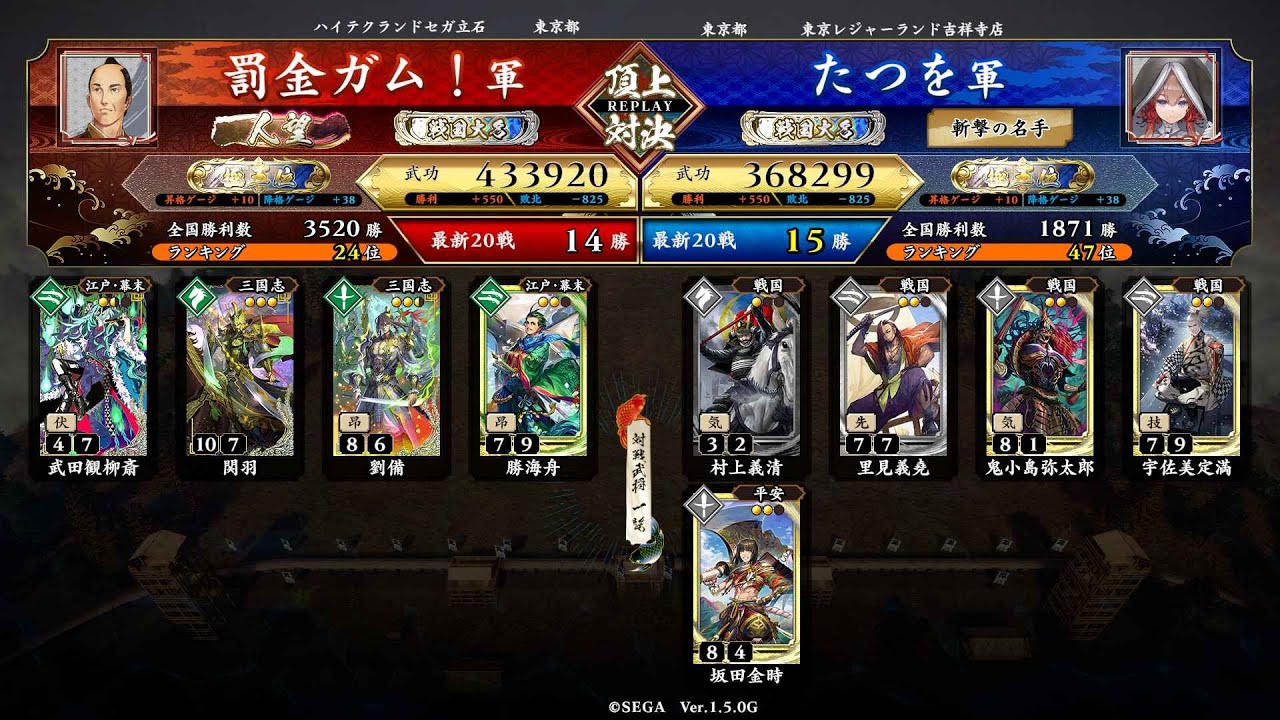 ハイテクランドセガ立石 東京都 東京都 東京レジャーランド吉祥寺店
罰金ガム！軍
頂上
REPLAY
対決
たつを軍
人望
戦国大名
戦国大名
斬撃の名手
武功 433920
勝利 +550 敗北 -825
武功 368299
勝利 +550 敗北 -825
昇格ゲージ +10 降格ゲージ +38
昇格ゲージ +10 降格ゲージ +38
全国勝利数 3520勝
ランキング 24位
最新20戦 14勝
最新20戦 15勝
全国勝利数 1871勝
ランキング 47位
江戸・幕末
伏
4 7
武田観柳斎
三国志
10 7
関羽
三国志
昂
8 6
劉備
江戸・幕末
昂
7 9
勝海舟
対戦武将一覧
戦国
気
3 2
村上義清
戦国
先
7 7
里見義堯
戦国
気
8 1
鬼小島弥太郎
戦国
技
7 9
宇佐美定満
平安
8 4
坂田金時
©SEGA Ver.1.5.0G